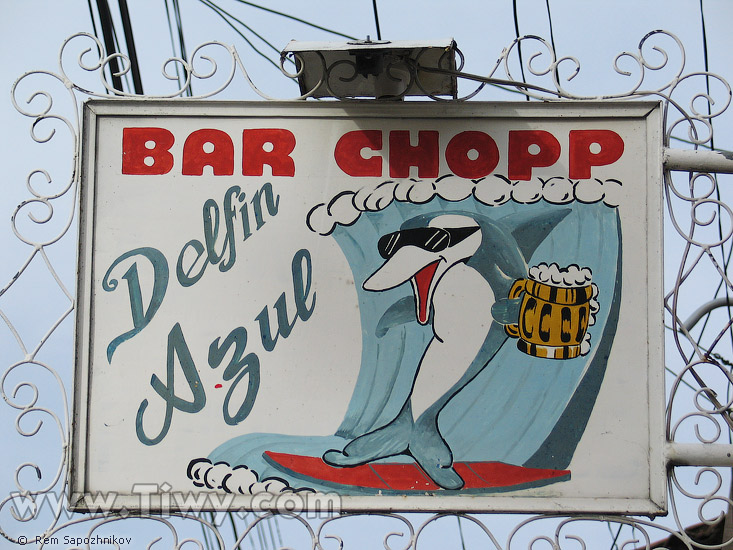 BAR CHOPP
Delfin
Azul
www.Tiwy.com
© Rem Sapozhnikov